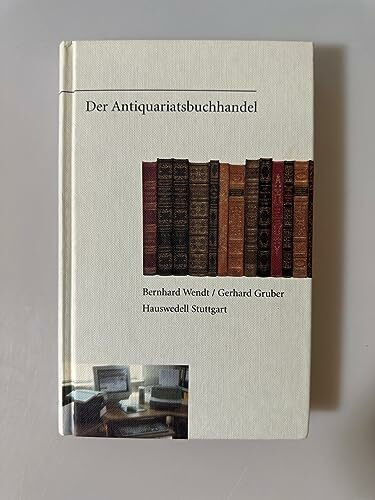 Der Antiquariatsbuchhandel
Bernhard Wendt / Gerhard Gruber
Hauswedell Stuttgart